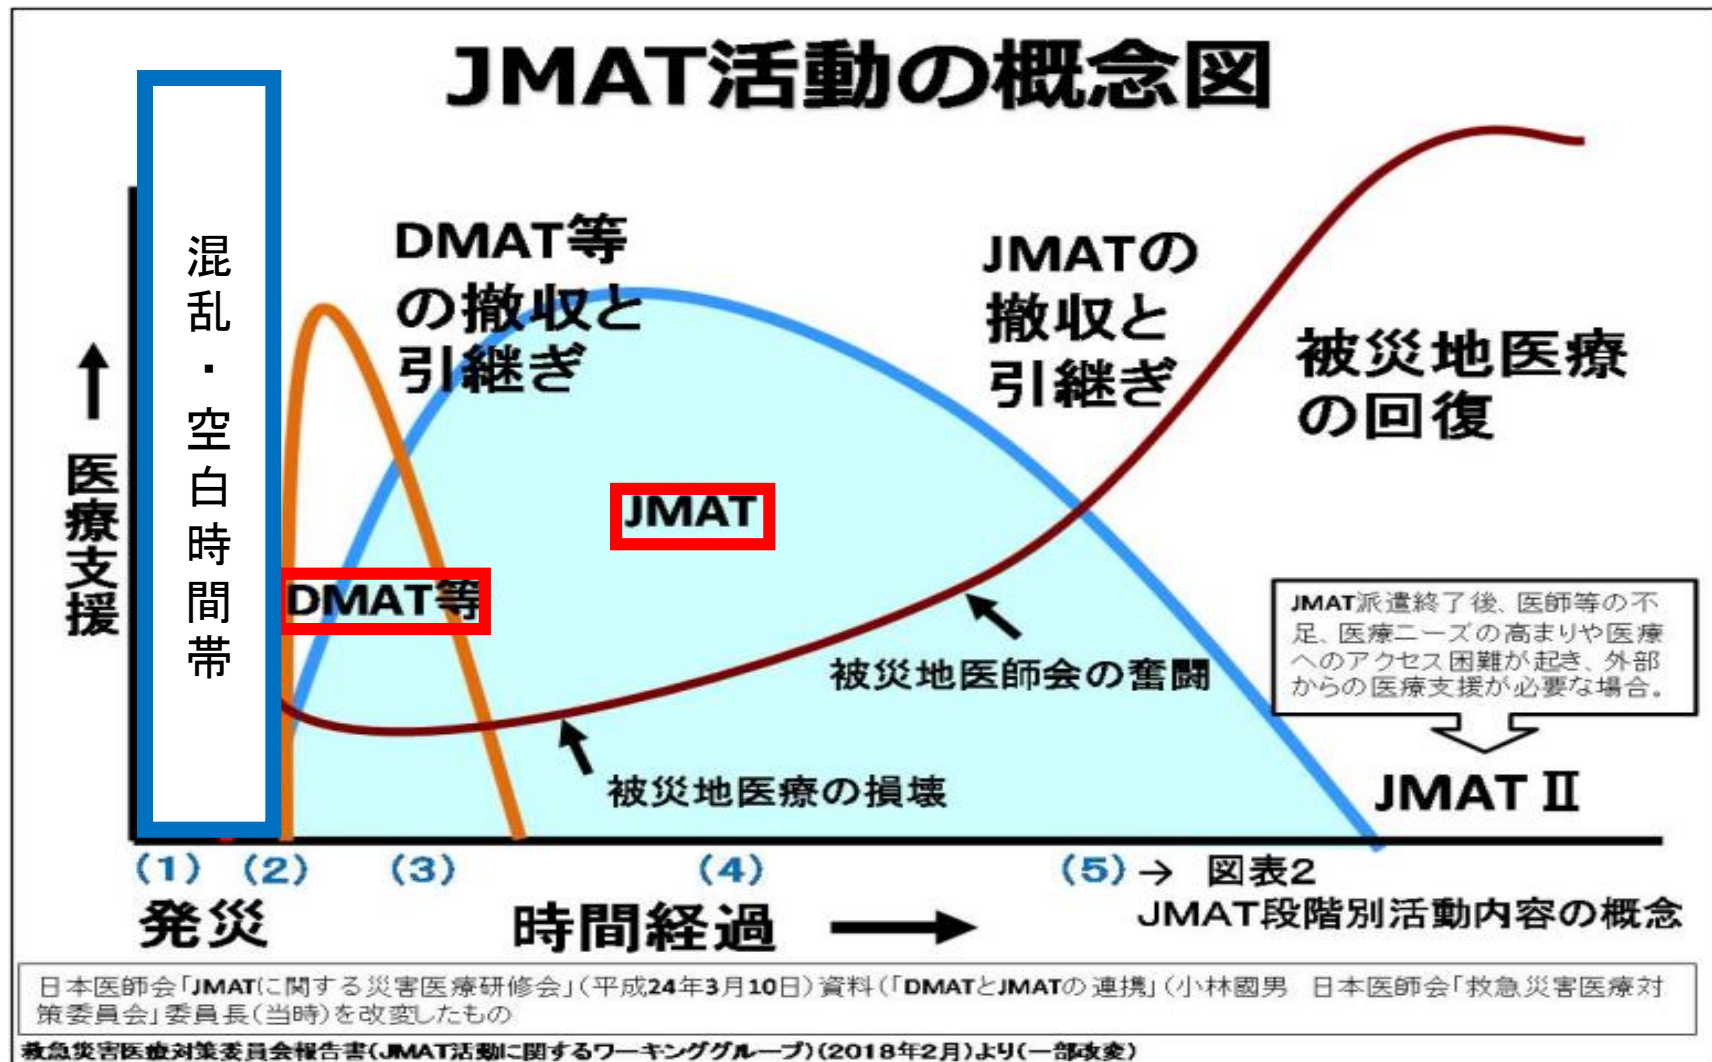 JMAT活動の概念図
混乱・空白時間帯
↑医療支援
DMAT等
の撤収と
引継ぎ
JMATの
撤収と
引継ぎ
被災地医療
の回復
JMAT
DMAT等
被災地医師会の奮闘
被災地医療の損壊
JMAT派遣終了後、医師等の不
足、医療ニーズの高まりや医療
へのアクセス困難が起き、外部
からの医療支援が必要な場合。
JMAT Ⅱ
(1) (2) (3) (4) (5)→ 図表2
JMAT段階別活動内容の概念
発災 時間経過
日本医師会「JMATに関する災害医療研修会」(平成24年3月10日)資料(「DMATとJMATの連携」(小林國男 日本医師会「救急災害医療対
策委員会」委員長(当時)を改変したもの
救急災害医療対策委員会報告書(JMAT活動に関するワーキンググループ)(2018年2月)より(一部改変)